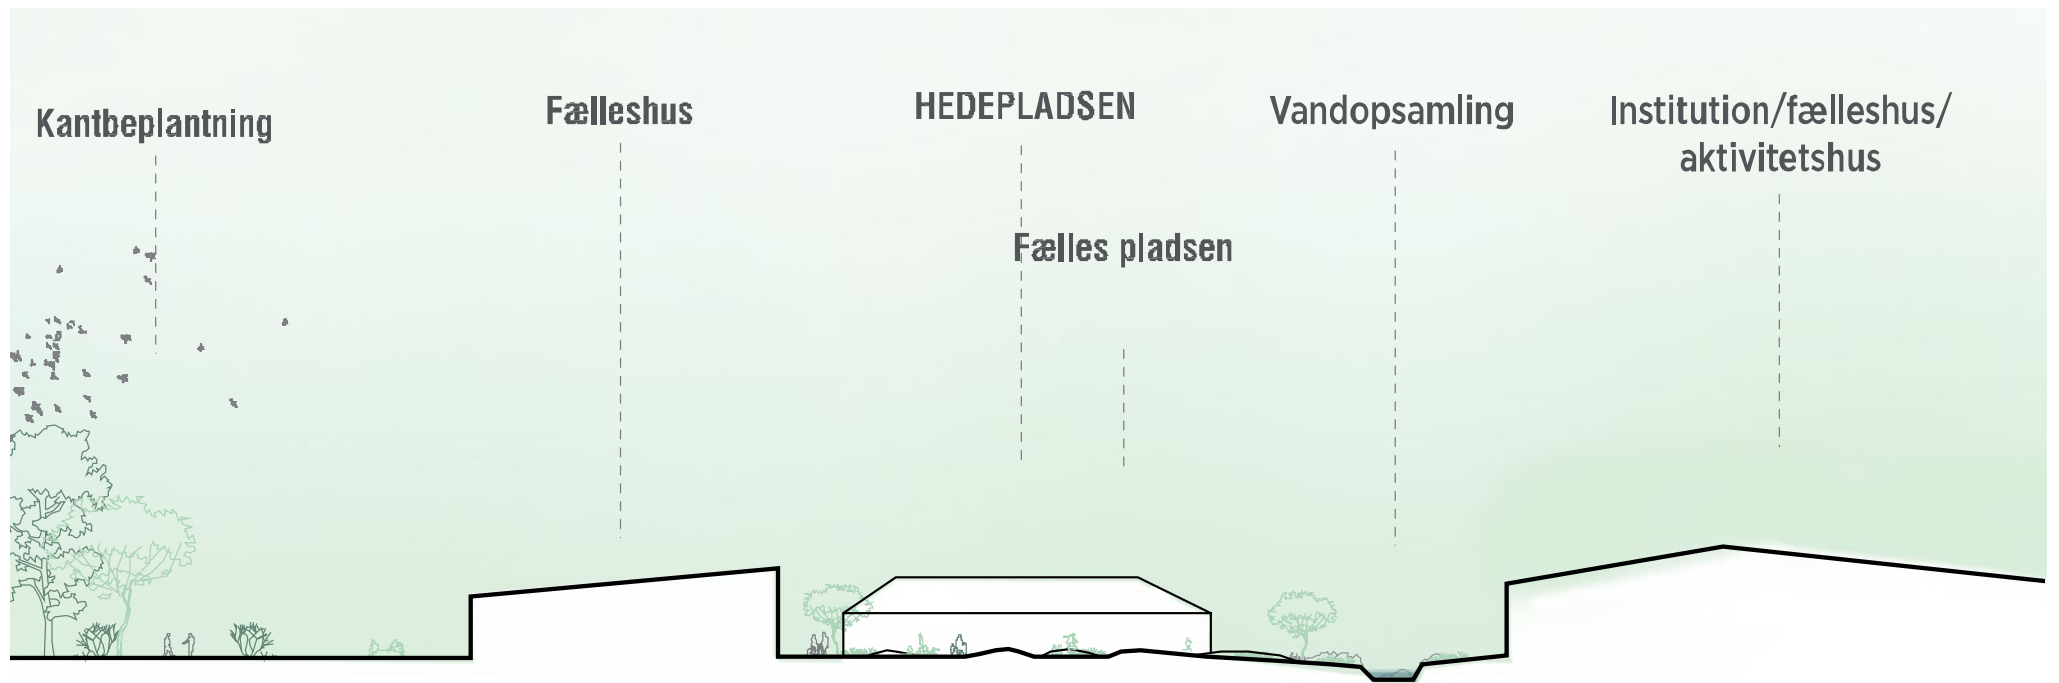 Kantbeplantning
Fælleshus
HEDEPLADSEN
Fælles pladsen
Vandopsamling
Institution/fælleshus/
aktivitetshus